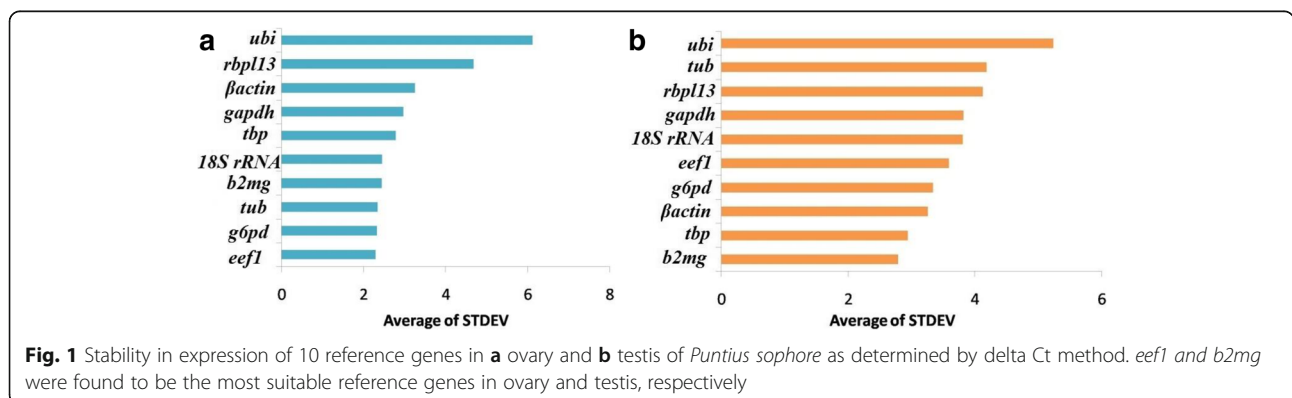 a
ubi
rbpl13
βactin
gapdh
tbp
18S rRNA
b2mg
tub
g6pd
eef1
0 2 4 6 8
Average of STDEV
b
ubi
tub
rbpl13
gapdh
18S rRNA
eef1
g6pd
βactin
tbp
b2mg
0 2 4 6
Average of STDEV
Fig. 1 Stability in expression of 10 reference genes in a ovary and b testis of Puntius sophore as determined by delta Ct method. eef1 and b2mg
were found to be the most suitable reference genes in ovary and testis, respectively